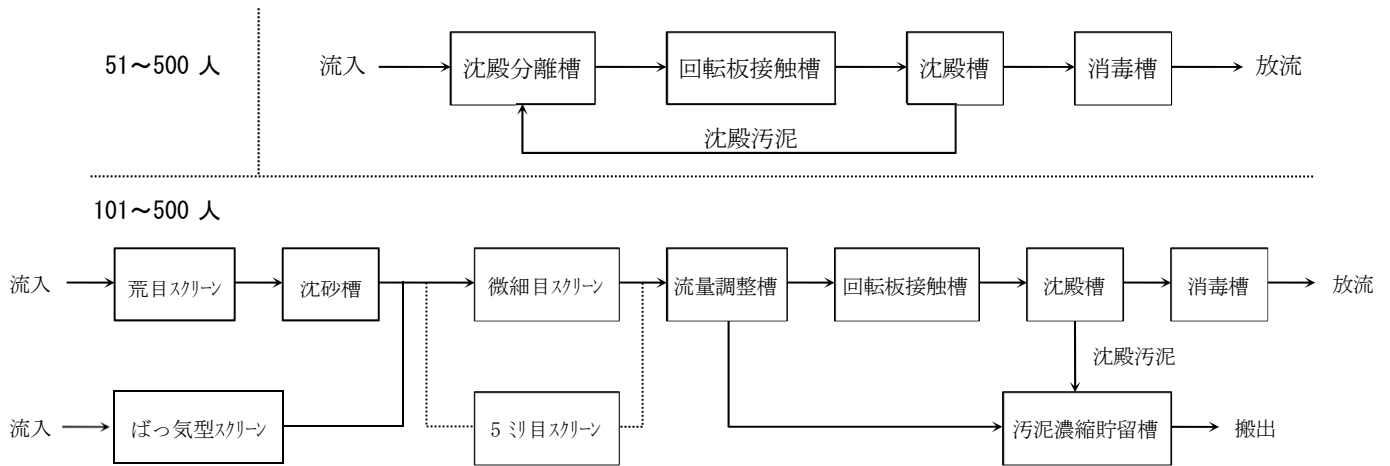 51～500 人
流入
沈殿分離槽
回転板接触槽
沈殿槽
消毒槽
放流
沈殿汚泥
101～500 人
流入
荒目スクリーン
沈砂槽
微細目スクリーン
流量調整槽
回転板接触槽
沈殿槽
消毒槽
放流
沈殿汚泥
流入
ばっ気型スクリーン
5 ミリ目スクリーン
汚泥濃縮貯留槽
搬出